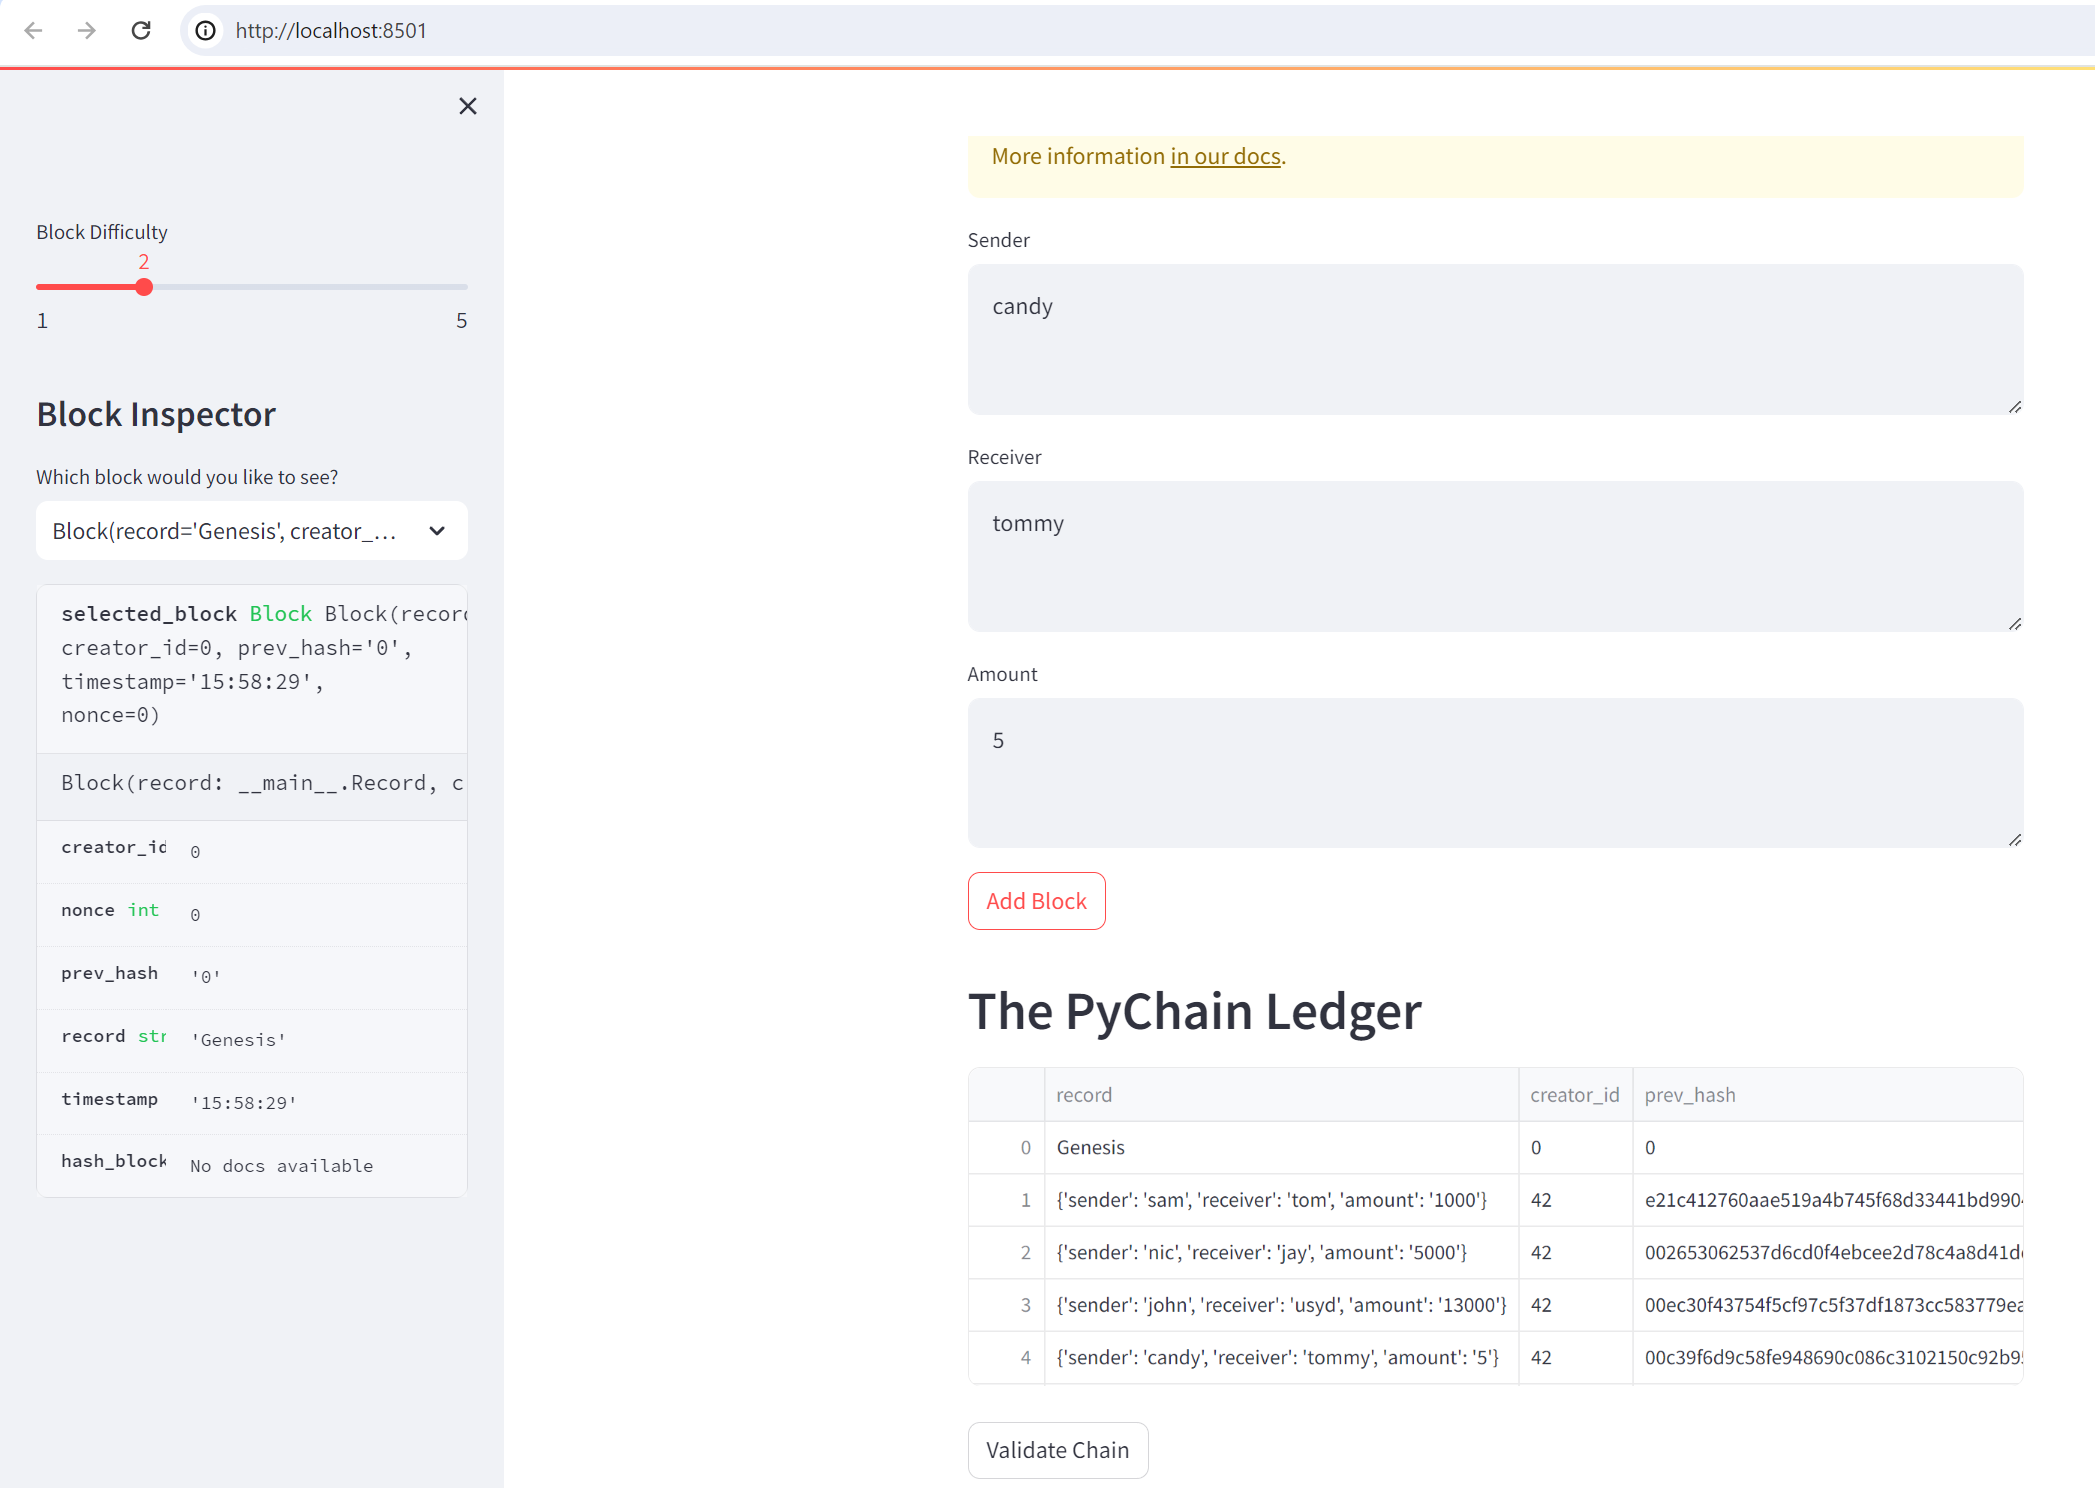 http://localhost:8501
Block Difficulty
2
1 5
Block Inspector
Which block would you like to see?
Block(record='Genesis', creator_...
selected_block Block Block(record
creator_id=0, prev_hash='0',
timestamp='15:58:29',
nonce=0)
Block(record: __main__.Record, c
creator_id 0
nonce int 0
prev_hash '0'
record str 'Genesis'
timestamp '15:58:29'
hash_block No docs available
More information in our docs.
Sender
candy
Receiver
tommy
Amount
5
Add Block
The PyChain Ledger
record creator_id prev_hash
0 Genesis 0 0
1 {'sender': 'sam', 'receiver': 'tom', 'amount': '1000'} 42 e21c412760aae519a4b745f68d33441bd990
2 {'sender': 'nic', 'receiver': 'jay', 'amount': '5000'} 42 002653062537d6cd0f4ebcee2d78c4a8d41d
3 {'sender': 'john', 'receiver': 'usyd', 'amount': '13000'} 42 00ec30f43754f5cf97c5f37df1873cc583779ea
4 {'sender': 'candy', 'receiver': 'tommy', 'amount': '5'} 42 00c39f6d9c58fe948690c086c3102150c92b9
Validate Chain